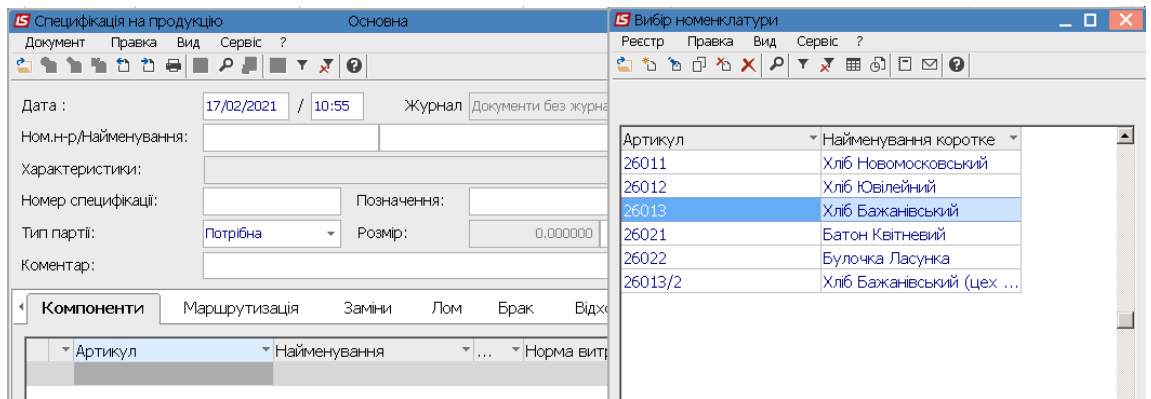 Специфікація на продукцію Основна
Документ Правка Вид Сервіс ?
Дата : 17/02/2021 / 10:55 Журнал Документи без журна
Ном.н-р/Найменування:
Характеристики:
Номер специфікації: Позначення:
Тип партії: Потрібна Розмір: 0.000000
Коментар:
Компоненти Маршрутизація Заміни Лом Брак Відхо
Артикул Найменування ... Норма витр
Вибір номенклатури
Реєстр Правка Вид Сервіс ?
Артикул Найменування коротке
26011 Хліб Новомосковський
26012 Хліб Ювілейний
26013 Хліб Бажанівський
26021 Батон Квітневий
26022 Булочка Ласунка
26013/2 Хліб Бажанівський (цех ...